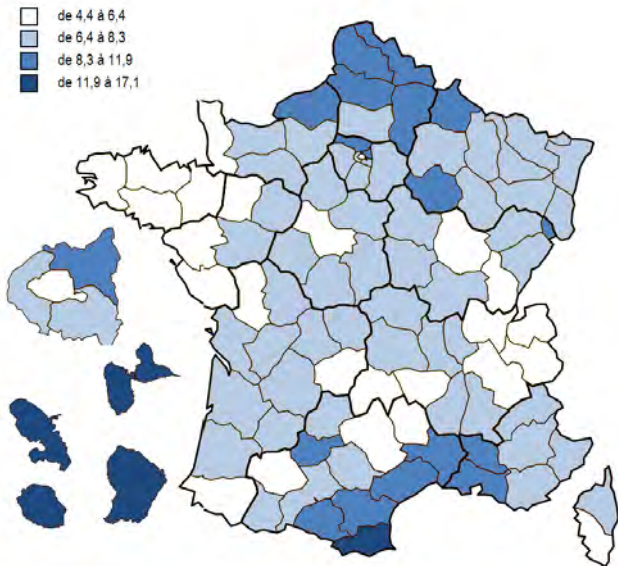 de 4,4 à 6,4
de 6,4 à 8,3
de 8,3 à 11,9
de 11,9 à 17,1